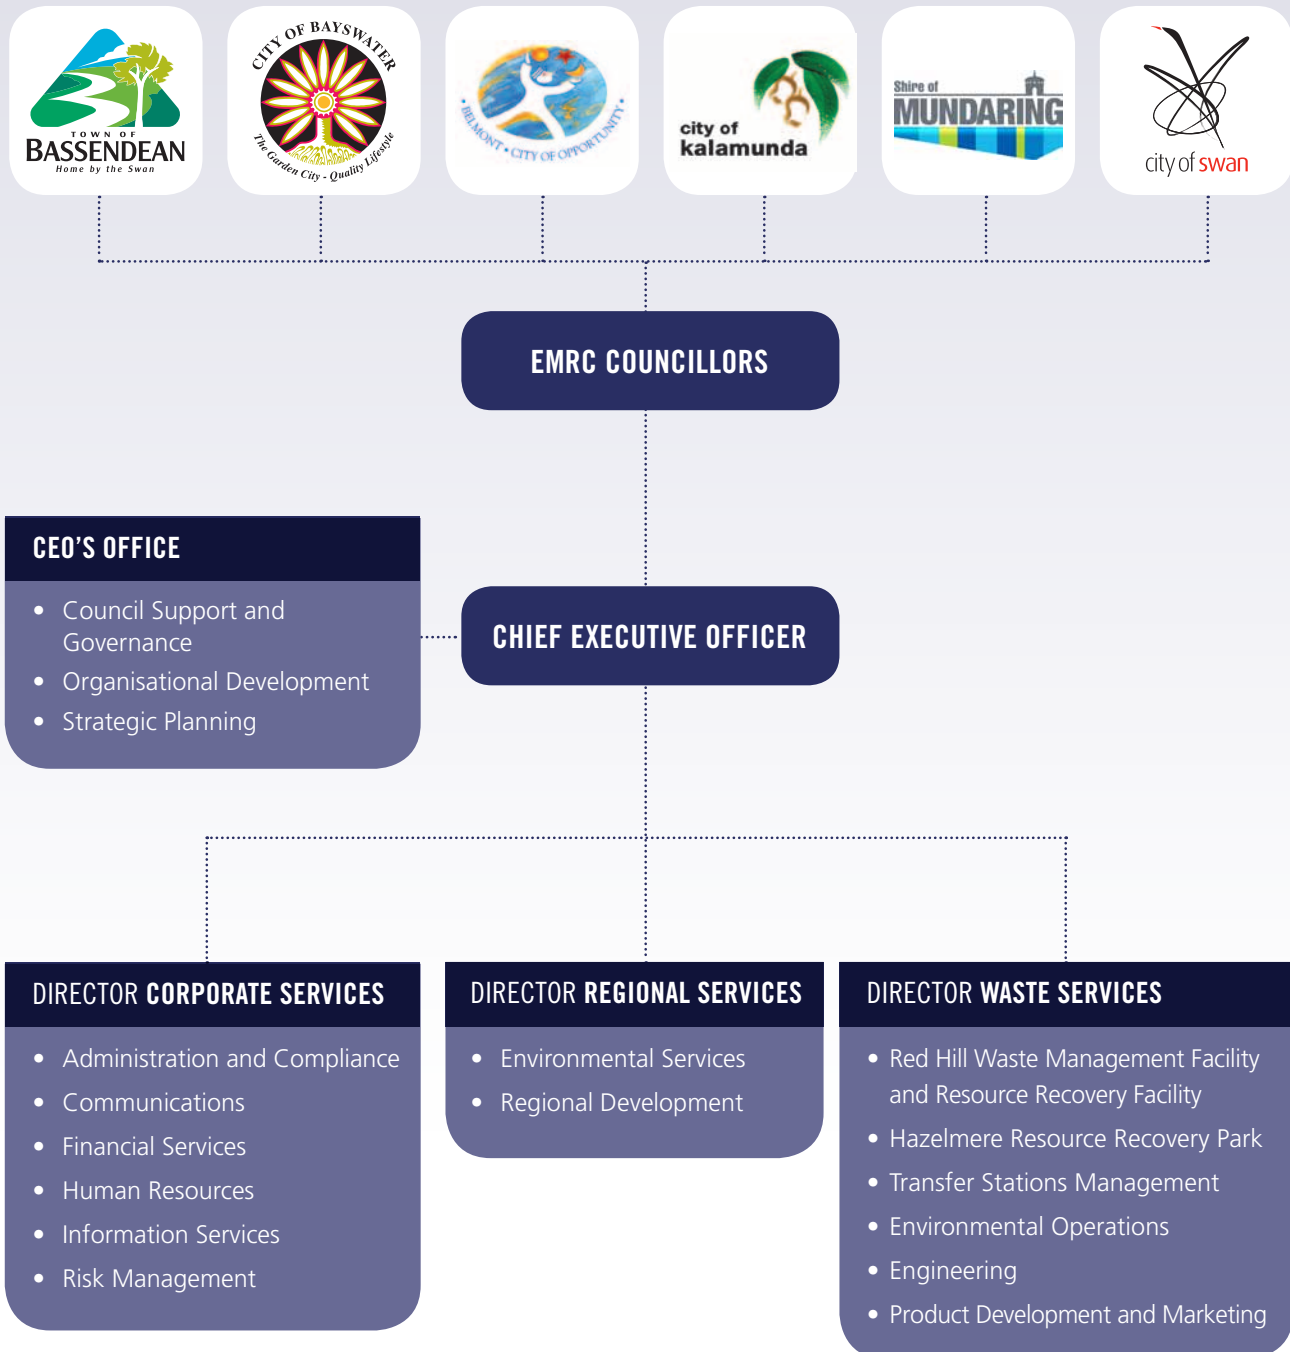 TOWN OF
BASSENDEAN
Home by the Swan
CITY OF BAYSWATER
The Garden City - Quality Lifestyle
• BELMONT • CITY OF OPPORTUNITY •
city of
kalamunda
Shire of
MUNDARING
city of swan
EMRC COUNCILLORS
CEO'S OFFICE
• Council Support and
Governance
• Organisational Development
• Strategic Planning
CHIEF EXECUTIVE OFFICER
DIRECTOR CORPORATE SERVICES
• Administration and Compliance
• Communications
• Financial Services
• Human Resources
• Information Services
• Risk Management
DIRECTOR REGIONAL SERVICES
• Environmental Services
• Regional Development
DIRECTOR WASTE SERVICES
• Red Hill Waste Management Facility
and Resource Recovery Facility
• Hazelmere Resource Recovery Park
• Transfer Stations Management
• Environmental Operations
• Engineering
• Product Development and Marketing